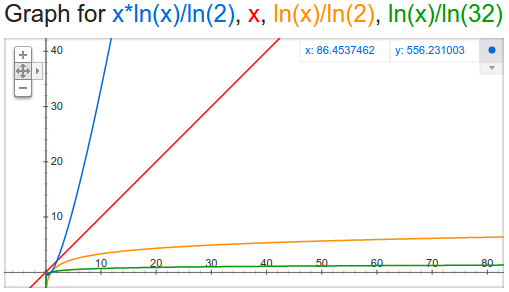 Graph for x*ln(x)/ln(2), x, ln(x)/ln(2), ln(x)/ln(32)
x: 86.4537462 y: 556.231003
40
30
20
10
10 20 30 40 50 60 70 80